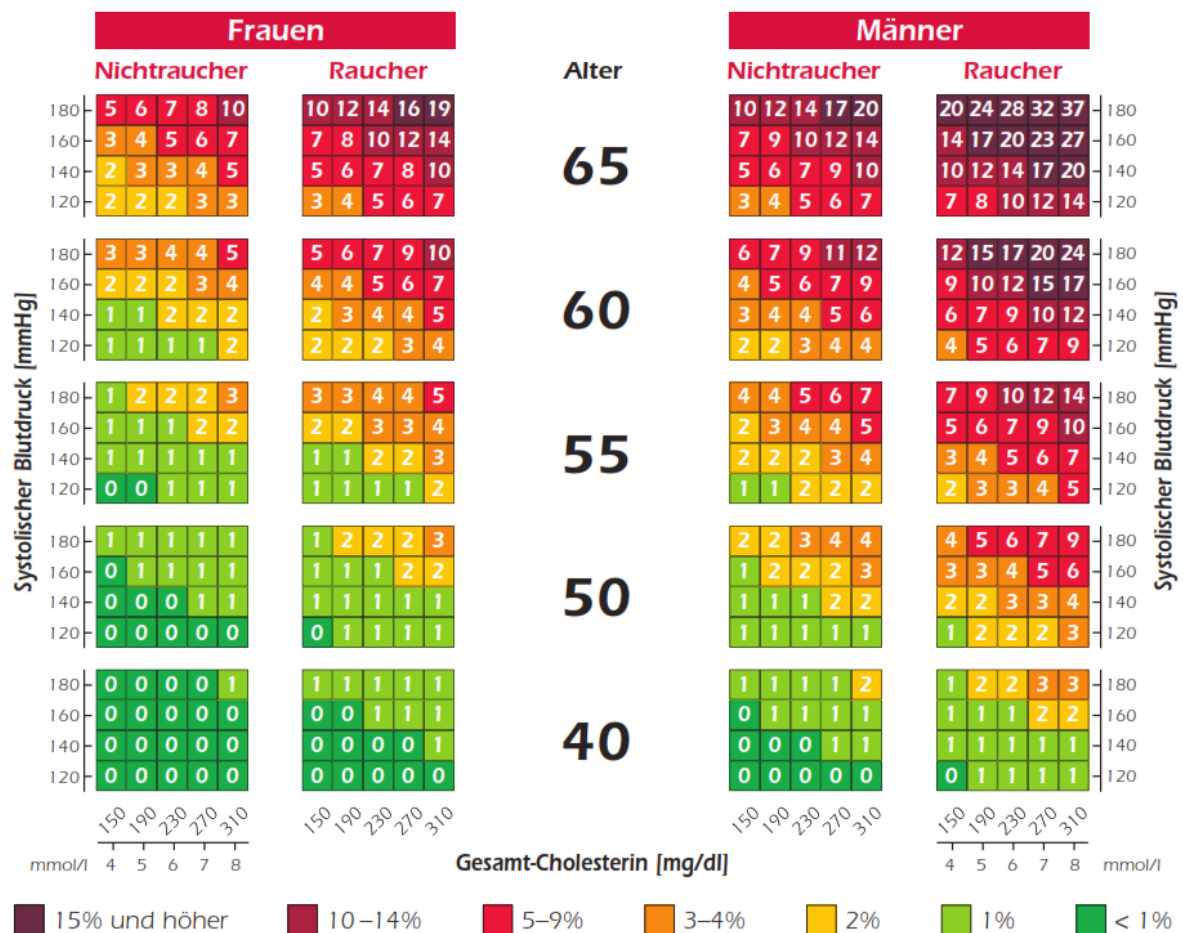 Frauen Männer
Nichtraucher Raucher Alter Nichtraucher Raucher
180 5 6 7 8 10 10 12 14 16 19 10 12 14 17 20 20 24 28 32 37 180
160 3 4 5 6 7 7 8 10 12 14 7 9 10 12 14 14 17 20 23 27 160
65
140 2 3 3 4 5 5 6 7 8 10 5 6 7 9 10 10 12 14 17 20 140
120 2 2 2 3 3 3 4 5 6 7 3 4 5 6 7 7 8 10 12 14 120
180 3 3 4 4 5 5 6 7 9 10 6 7 9 11 12 12 15 17 20 24 180
160 2 2 2 3 4 4 4 5 6 7 4 5 6 7 9 9 10 12 15 17 160
60
140 1 1 2 2 2 2 3 4 4 5 3 4 4 5 6 6 7 9 10 12 140
120 1 1 1 1 2 2 2 2 3 4 2 2 3 4 4 4 5 6 7 9 120
180 1 2 2 2 3 3 3 4 4 5 4 4 5 6 7 7 9 10 12 14 180
160 1 1 1 2 2 2 2 3 3 4 2 3 4 4 5 5 6 7 9 10 160
55
140 1 1 1 1 1 1 1 2 2 3 2 2 2 3 4 3 4 5 6 7 140
120 0 0 1 1 1 1 1 1 1 2 1 1 2 2 2 2 3 3 4 5 120
180 1 1 1 1 1 1 2 2 2 3 2 2 3 4 4 4 5 6 7 9 180
160 0 1 1 1 1 1 1 1 2 2 1 2 2 2 3 3 3 4 5 6 160
50
140 0 0 0 1 1 1 1 1 1 1 1 1 1 2 2 2 2 3 3 4 140
120 0 0 0 0 0 0 1 1 1 1 1 1 1 1 1 1 2 2 2 3 120
180 0 0 0 0 1 1 1 1 1 1 1 1 1 1 2 1 2 2 3 3 180
160 0 0 0 0 0 0 0 1 1 1 0 1 1 1 1 1 1 1 2 2 160
40
140 0 0 0 0 0 0 0 0 0 1 0 0 0 1 1 1 1 1 1 1 140
120 0 0 0 0 0 0 0 0 0 0 0 0 0 0 0 0 1 1 1 1 120
Systolischer Blutdruck [mmHg]
Systolischer Blutdruck [mmHg]
150 190 230 270 310 150 190 230 270 310 150 190 230 270 310 150 190 230 270 310
mmol/l 4 5 6 7 8 Gesamt-Cholesterin [mg/dl] 4 5 6 7 8 mmol/l
15% und höher 10–14% 5–9% 3–4% 2% 1% < 1%